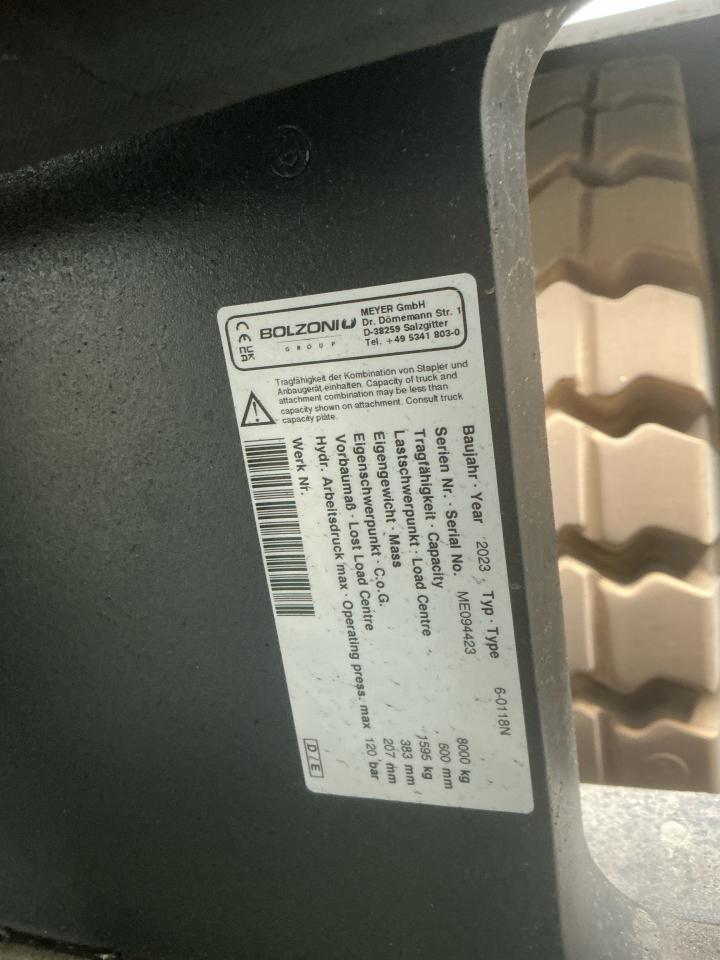 CE UKCA
BOLZONI
GROUP
MEYER GmbH
Dr. Dörnemann Str. 1
D-38259 Salzgitter
Tel. +49 5341 803-0
Tragfähigkeit der Kombination von Stapler und
Anbaugerät einhalten. Capacity of truck and
attachment combination may be less than
capacity shown on attachment. Consult truck
capacity plate.
Baujahr · Year 2023 Typ · Type 6-0118N
Serien Nr. · Serial No. ME094423
Tragfähigkeit · Capacity 8000 kg
Lastschwerpunkt · Load Centre 600 mm
Eigengewicht · Mass 1595 kg
Eigenschwerpunkt · C.o.G. 383 mm
Vorbaumaß · Lost Load Centre 207 mm
Hydr. Arbeitsdruck max · Operating press. max 120 bar
Werk Nr.
D/E